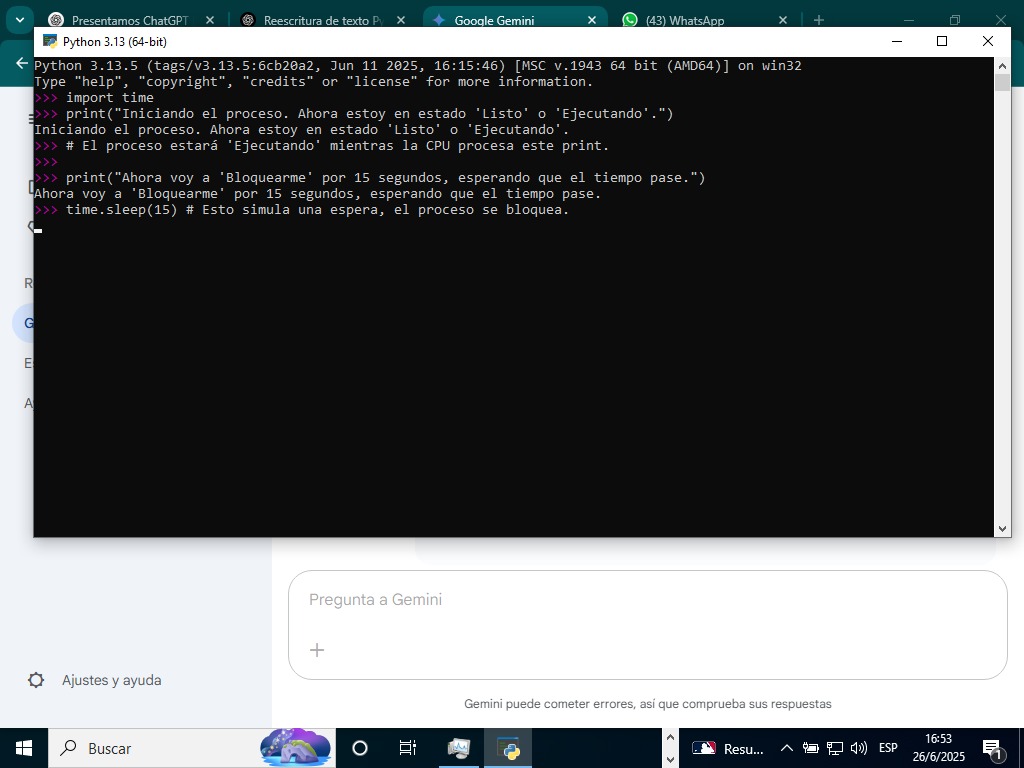 Presentamos ChatGPT
Reescritura de texto Py
Google Gemini
(43) WhatsApp
Python 3.13 (64-bit)
Python 3.13.5 (tags/v3.13.5:6cb20a2, Jun 11 2025, 16:15:46) [MSC v.1943 64 bit (AMD64)] on win32
Type "help", "copyright", "credits" or "license" for more information.
>>> import time
>>> print("Iniciando el proceso. Ahora estoy en estado 'Listo' o 'Ejecutando'.")
Iniciando el proceso. Ahora estoy en estado 'Listo' o 'Ejecutando'.
>>> # El proceso estará 'Ejecutando' mientras la CPU procesa este print.
>>>
>>> print("Ahora voy a 'Bloquearme' por 15 segundos, esperando que el tiempo pase.")
Ahora voy a 'Bloquearme' por 15 segundos, esperando que el tiempo pase.
>>> time.sleep(15) # Esto simula una espera, el proceso se bloquea.
R
G
E
A
Pregunta a Gemini
Ajustes y ayuda
Gemini puede cometer errores, así que comprueba sus respuestas
Buscar
Resu...
ESP
16:53
26/6/2025
1